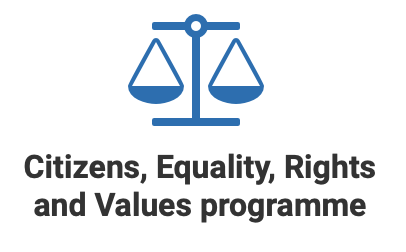 Citizens, Equality, Rights
and Values programme